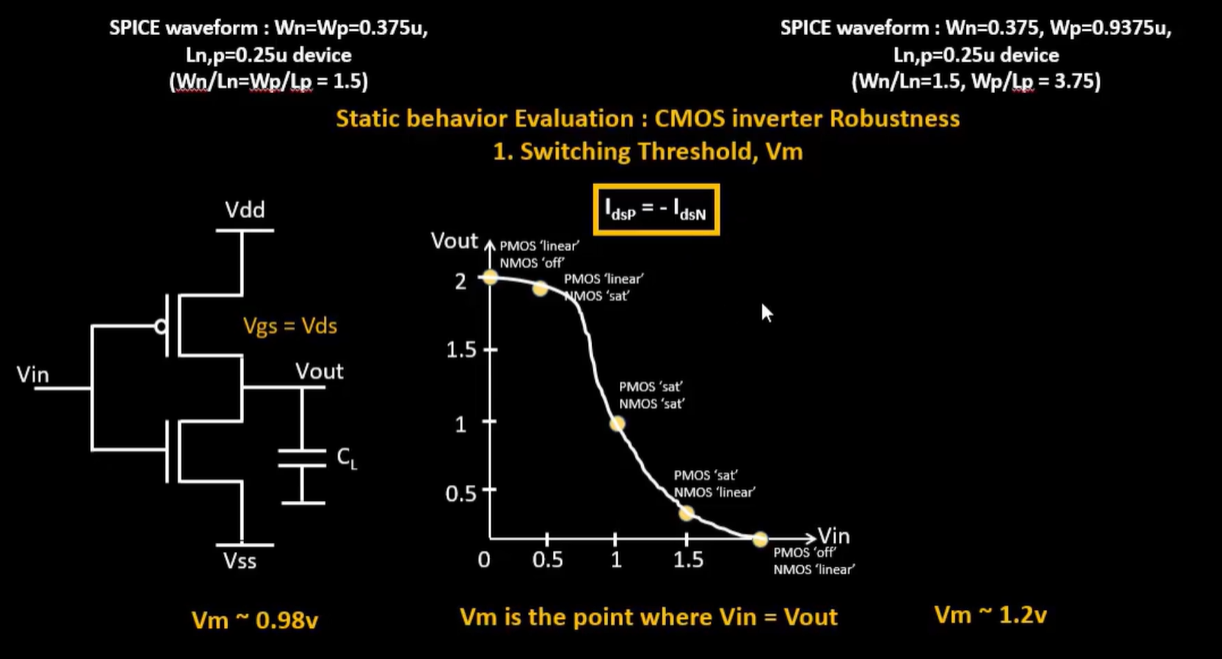 SPICE waveform : Wn=Wp=0.375u,
Ln,p=0.25u device
(Wn/Ln=Wp/Lp = 1.5)
SPICE waveform : Wn=0.375, Wp=0.9375u,
Ln,p=0.25u device
(Wn/Ln=1.5, Wp/Lp = 3.75)
Static behavior Evaluation : CMOS inverter Robustness
1. Switching Threshold, Vm
IdsP = - IdsN
Vdd
Vgs = Vds
Vin
Vout
CL
Vss
Vout
PMOS 'linear'
NMOS 'off'
2
PMOS 'linear'
NMOS 'sat'
1.5
PMOS 'sat'
NMOS 'sat'
1
PMOS 'sat'
NMOS 'linear'
0.5
Vin
PMOS 'off'
NMOS 'linear'
0 0.5 1 1.5
Vm ~ 0.98v
Vm is the point where Vin = Vout
Vm ~ 1.2v